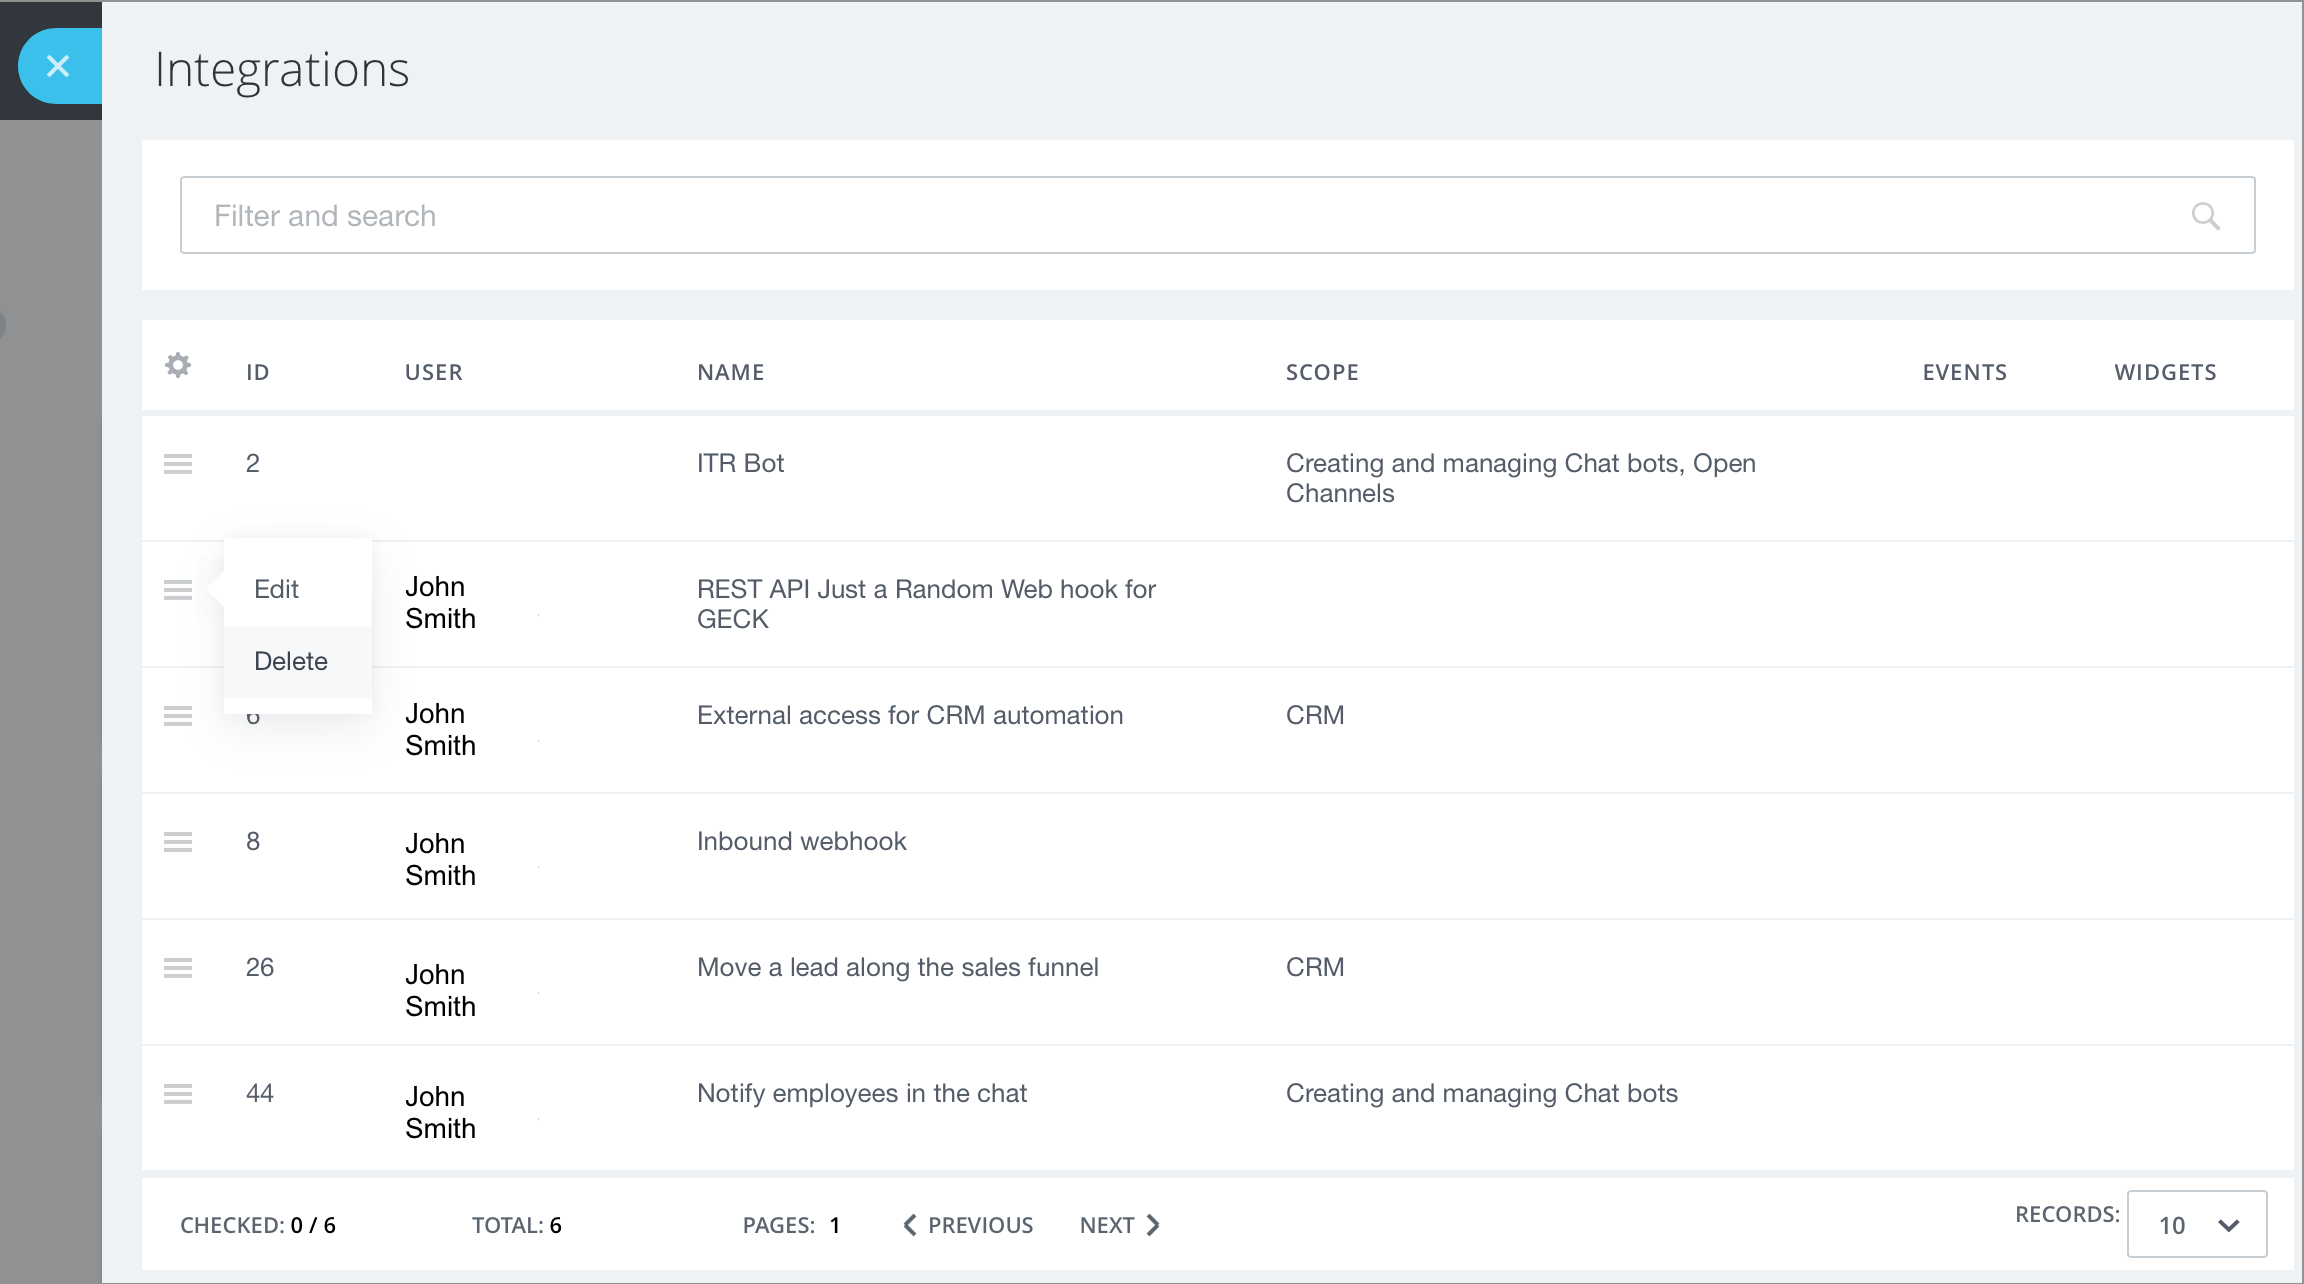 Integrations
Filter and search
ID USER NAME SCOPE EVENTS WIDGETS
2 ITR Bot Creating and managing Chat bots, Open
Channels
Edit John REST API Just a Random Web hook for
Smith GECK
Delete
6 John External access for CRM automation CRM
Smith
8 John Inbound webhook
Smith
26 John Move a lead along the sales funnel CRM
Smith
44 John Notify employees in the chat Creating and managing Chat bots
Smith
CHECKED: 0 / 6 TOTAL: 6 PAGES: 1 PREVIOUS NEXT RECORDS: 10